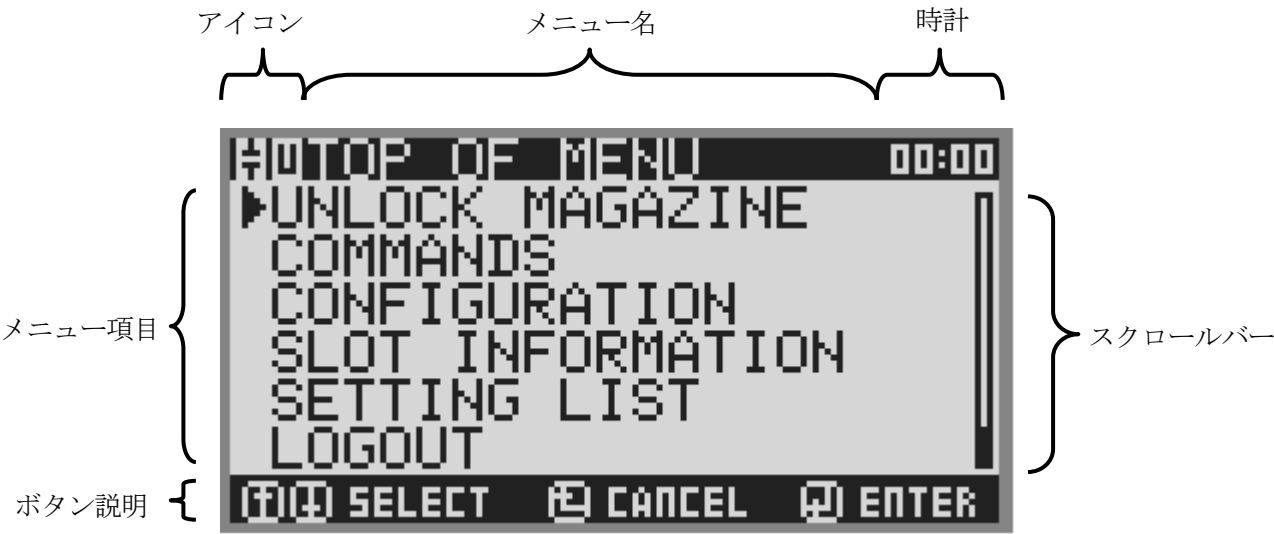 アイコン メニュー名 時計
TOP OF MENU 00:00
UNLOCK MAGAZINE
COMMANDS
CONFIGURATION
メニュー項目 スクロールバー
SLOT INFORMATION
SETTING LIST
LOGOUT
ボタン説明
SELECT CANCEL ENTER